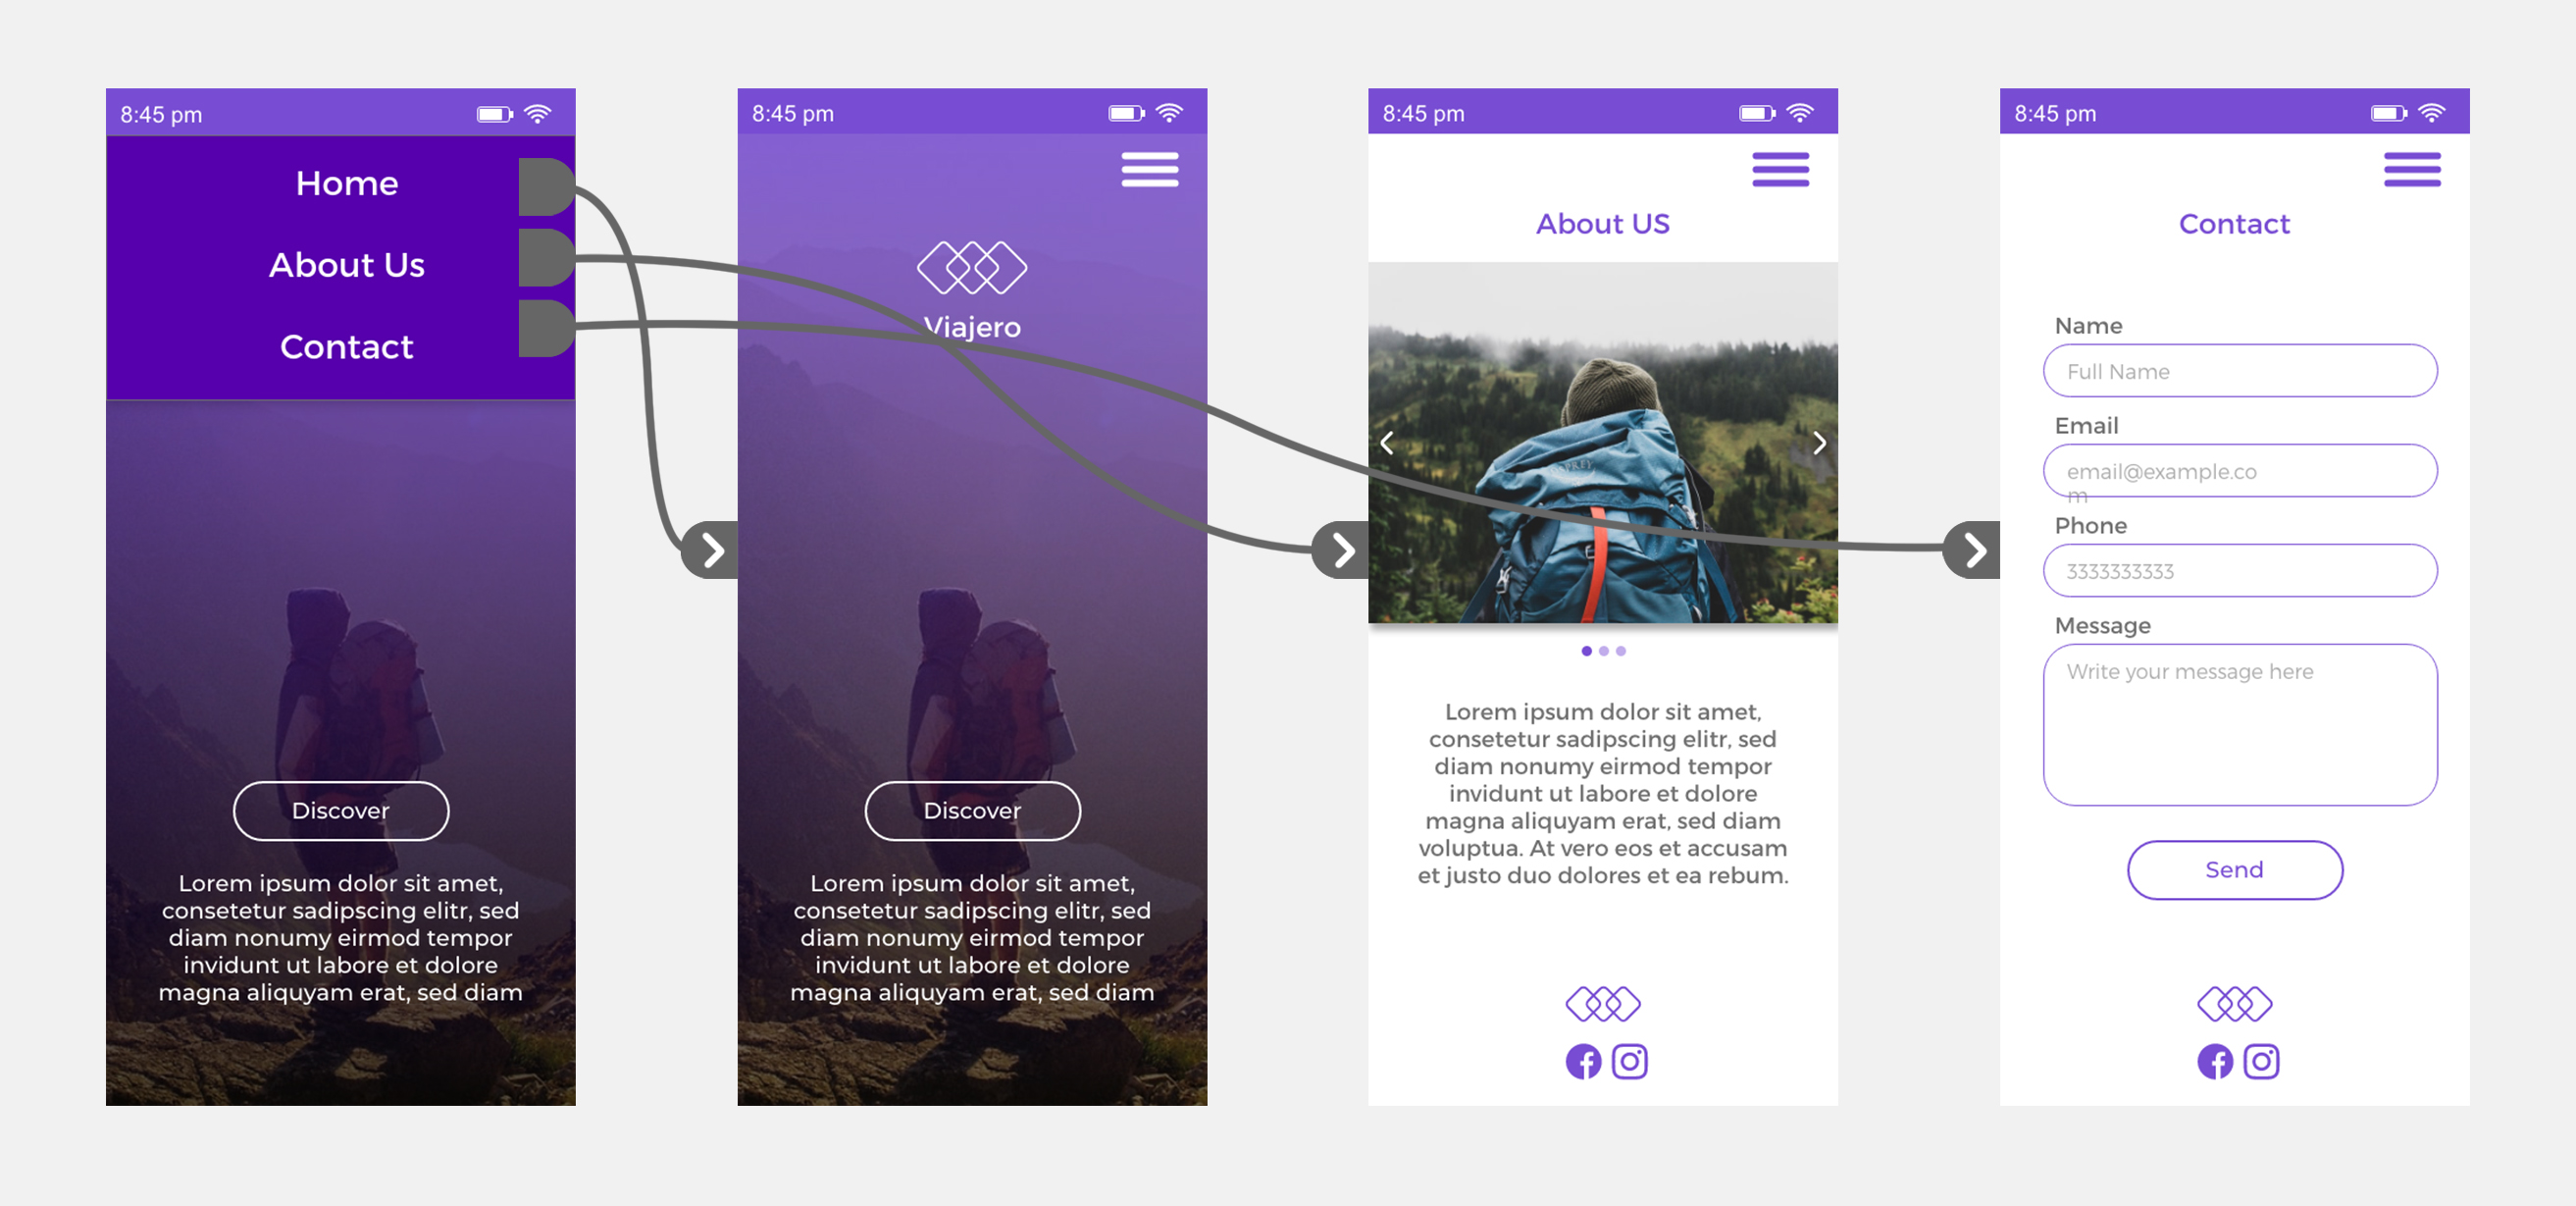 8:45 pm
Home
About Us
Contact
Discover
Lorem ipsum dolor sit amet,
consetetur sadipscing elitr, sed
diam nonumy eirmod tempor
invidunt ut labore et dolore
magna aliquyam erat, sed diam
8:45 pm
Viajero
Discover
Lorem ipsum dolor sit amet,
consetetur sadipscing elitr, sed
diam nonumy eirmod tempor
invidunt ut labore et dolore
magna aliquyam erat, sed diam
8:45 pm
About US
OSPREY
Lorem ipsum dolor sit amet,
consetetur sadipscing elitr, sed
diam nonumy eirmod tempor
invidunt ut labore et dolore
magna aliquyam erat, sed diam
voluptua. At vero eos et accusam
et justo duo dolores et ea rebum.
8:45 pm
Contact
Name
Full Name
Email
email@example.co
m
Phone
3333333333
Message
Write your message here
Send